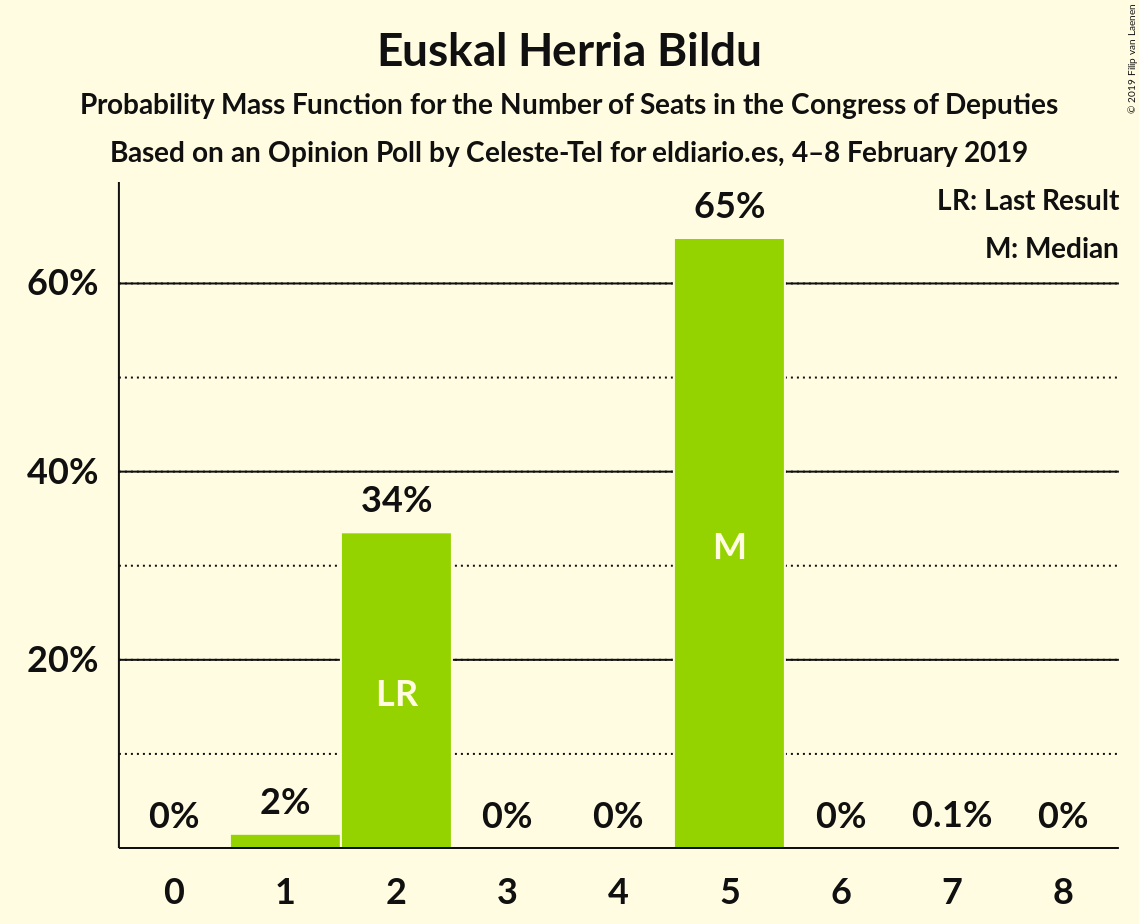 Euskal Herria Bildu
Probability Mass Function for the Number of Seats in the Congress of Deputies
Based on an Opinion Poll by Celeste-Tel for eldiario.es, 4–8 February 2019
© 2019 Filip van Laenen
LR: Last Result
M: Median
65%
60%
40%
34%
M
20%
LR
0%
2%
0%
0%
0%
0.1%
0%
0 1 2 3 4 5 6 7 8